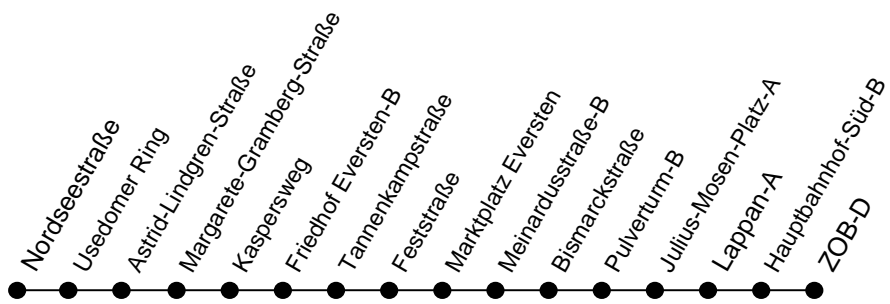 Nordseestraße
Usedomer Ring
Astrid-Lindgren-Straße
Margarete-Gramberg-Straße
Kaspersweg
Friedhof Eversten-B
Tannenkampstraße
Feststraße
Marktplatz Eversten
Meinardusstraße-B
Bismarckstraße
Pulverturm-B
Julius-Mosen-Platz-A
Lappan-A
Hauptbahnhof-Süd-B
ZOB-D